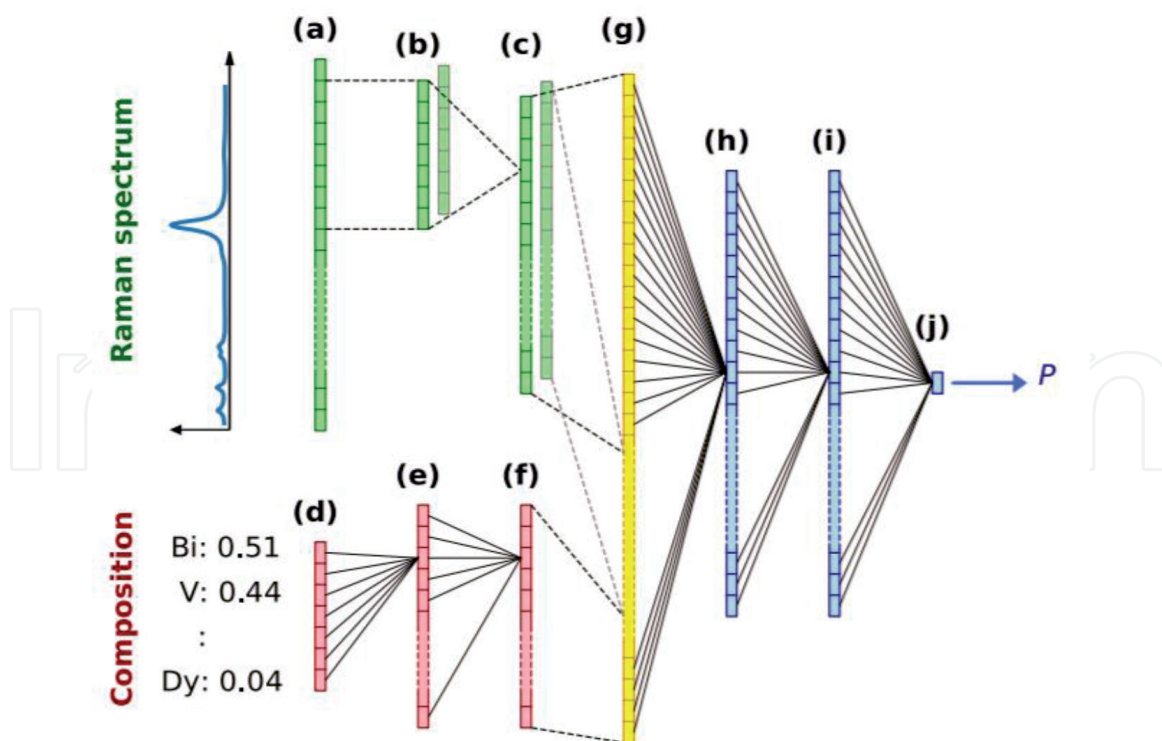 (a)
(b)
(c)
(g)
(h)
(i)
(j)
P
Raman spectrum
(d)
(e)
(f)
Composition
Bi: 0.51
V: 0.44
:
Dy: 0.04